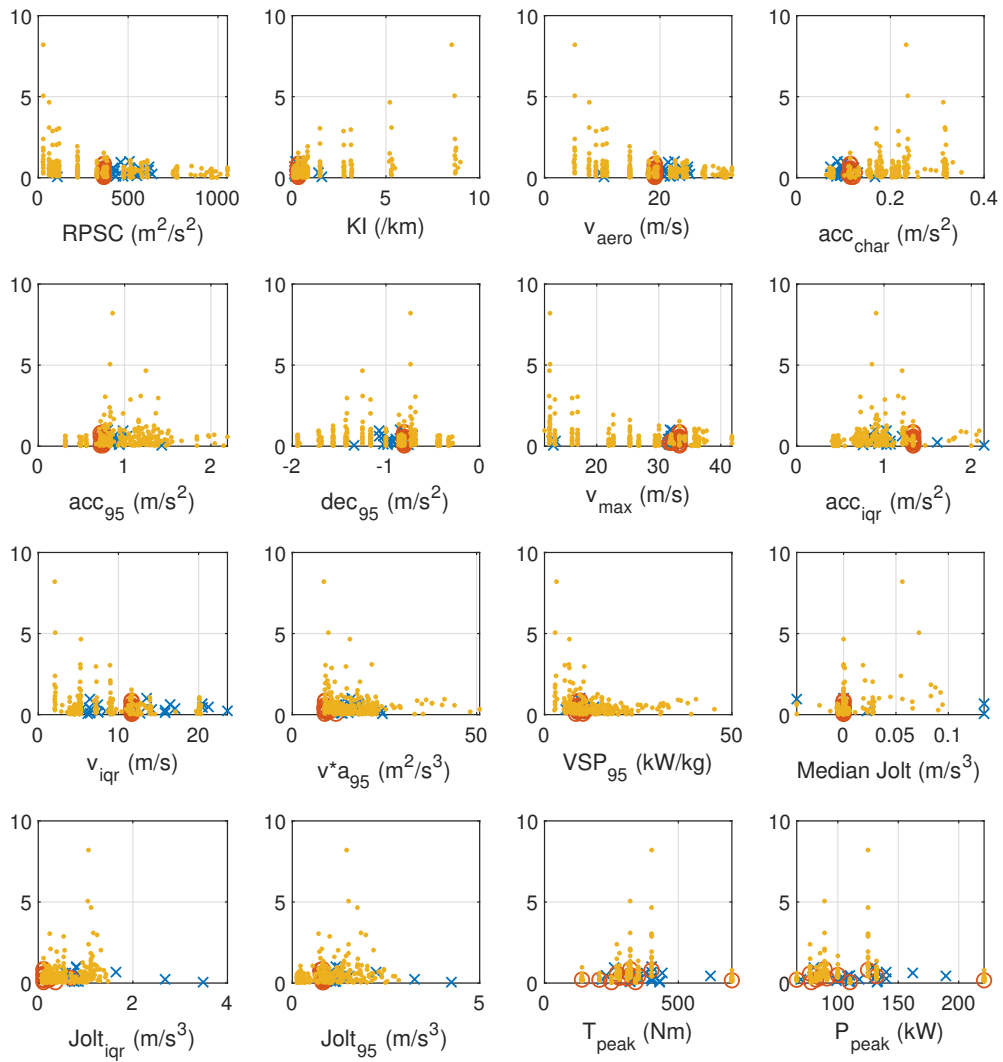 10 10 10 10
5 5 5 5
0 0 0 0
0 500 1000 0 5 10 20 0 0.2 0.4
RPSC (m²/s²) KI (/km) v_aero (m/s) acc_char (m/s²)
10 10 10 10
5 5 5 5
0 0 0 0
0 1 2 -2 -1 0 20 30 40 0 1 2
acc_95 (m/s²) dec_95 (m/s²) v_max (m/s) acc_iqr (m/s²)
10 10 10 10
5 5 5 5
0 0 0 0
0 10 20 0 50 0 50 0 0.05 0.1
v_iqr (m/s) v*a_95 (m²/s³) VSP_95 (kW/kg) Median Jolt (m/s³)
10 10 10 10
5 5 5 5
0 0 0 0
0 2 4 0 5 500 100 150 200
Jolt_iqr (m/s³) Jolt_95 (m/s³) T_peak (Nm) P_peak (kW)